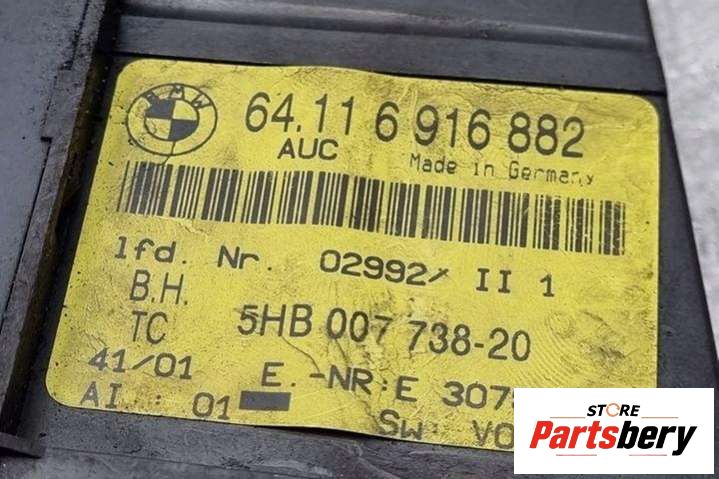 BMW
64.11 6 916 882
AUC Made in Germany
lfd. Nr. 02992/ II 1
B.H.
TC 5HB 007 738-20
41/01 E.-NR:E 3075
AI : 01 SW: VO
STORE
Partsbery